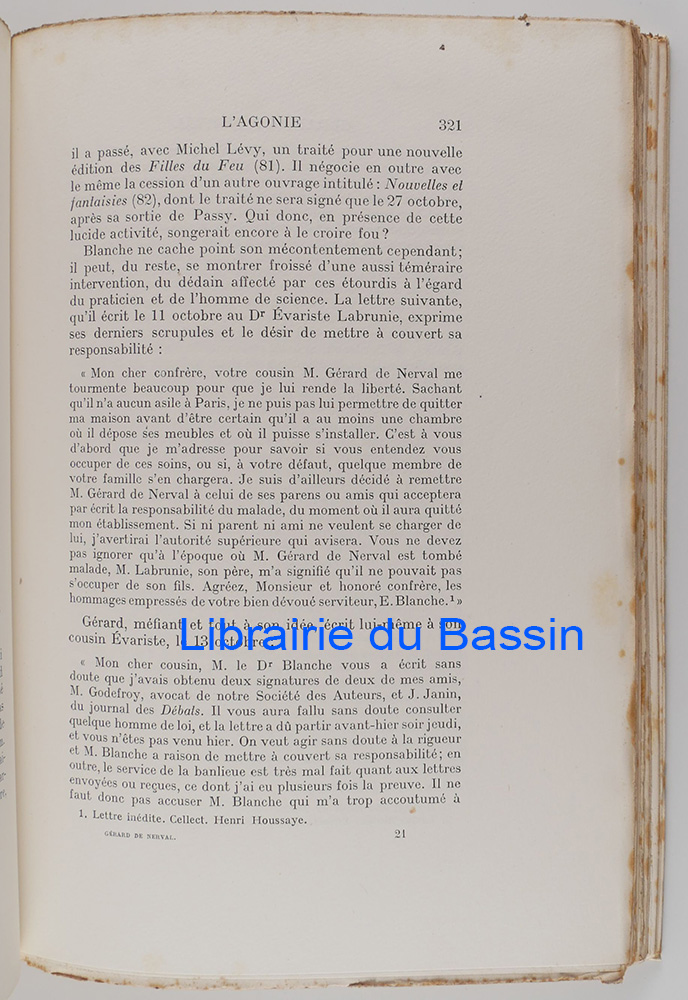 L'AGONIE 321
il a passé, avec Michel Lévy, un traité pour une nouvelle
édition des Filles du Feu (81). Il négocie en outre avec
le même la cession d'un autre ouvrage intitulé : Nouvelles et
fantaisies (82), dont le traité ne sera signé que le 27 octobre,
après sa sortie de Passy. Qui donc, en présence de cette
lucide activité, songerait encore à le croire fou ?
Blanche ne cache point son mécontentement cependant;
il peut, du reste, se montrer froissé d'une aussi téméraire
intervention, du dédain affecté par ces étourdis à l'égard
du praticien et de l'homme de science. La lettre suivante,
qu'il écrit le 11 octobre au Dr Évariste Labrunie, exprime
ses derniers scrupules et le désir de mettre à couvert sa
responsabilité :
« Mon cher confrère, votre cousin M. Gérard de Nerval me
tourmente beaucoup pour que je lui rende la liberté. Sachant
qu'il n'a aucun asile à Paris, je ne puis pas lui permettre de quitter
ma maison avant d'être certain qu'il a au moins une chambre
où il dépose ses meubles et où il puisse s'installer. C'est à vous
d'abord que je m'adresse pour savoir si vous entendez vous
occuper de ces soins, ou si, à votre défaut, quelque membre de
votre famille s'en chargera. Je suis d'ailleurs décidé à remettre
M. Gérard de Nerval à celui de ses parens ou amis qui acceptera
par écrit la responsabilité du malade, du moment où il aura quitté
mon établissement. Si ni parent ni ami ne veulent se charger de
lui, j'avertirai l'autorité supérieure qui avisera. Vous ne devez
pas ignorer qu'à l'époque où M. Gérard de Nerval est tombé
malade, M. Labrunie, son père, m'a signifié qu'il ne pouvait pas
s'occuper de son fils. Agréez, Monsieur et honoré confrère, les
hommages empressés de votre bien dévoué serviteur, E. Blanche.1 »
Gérard, méfiant et tout à son idée, écrit lui-même à son
cousin Évariste, le 13 octobre :
Librairie du Bassin
« Mon cher cousin, M. le Dr Blanche vous a écrit sans
doute que j'avais obtenu deux signatures de deux de mes amis,
M. Godefroy, avocat de notre Société des Auteurs, et J. Janin,
du journal des Débats. Il vous aura fallu sans doute consulter
quelque homme de loi, et la lettre a dû partir avant-hier soir jeudi,
et vous n'êtes pas venu hier. On veut agir sans doute à la rigueur
et M. Blanche a raison de mettre à couvert sa responsabilité; en
outre, le service de la banlieue est très mal fait quant aux lettres
envoyées ou reçues, ce dont j'ai eu plusieurs fois la preuve. Il ne
faut donc pas accuser M. Blanche qui m'a trop accoutumé à
1. Lettre inédite. Collect. Henri Houssaye.
GÉRARD DE NERVAL. 21